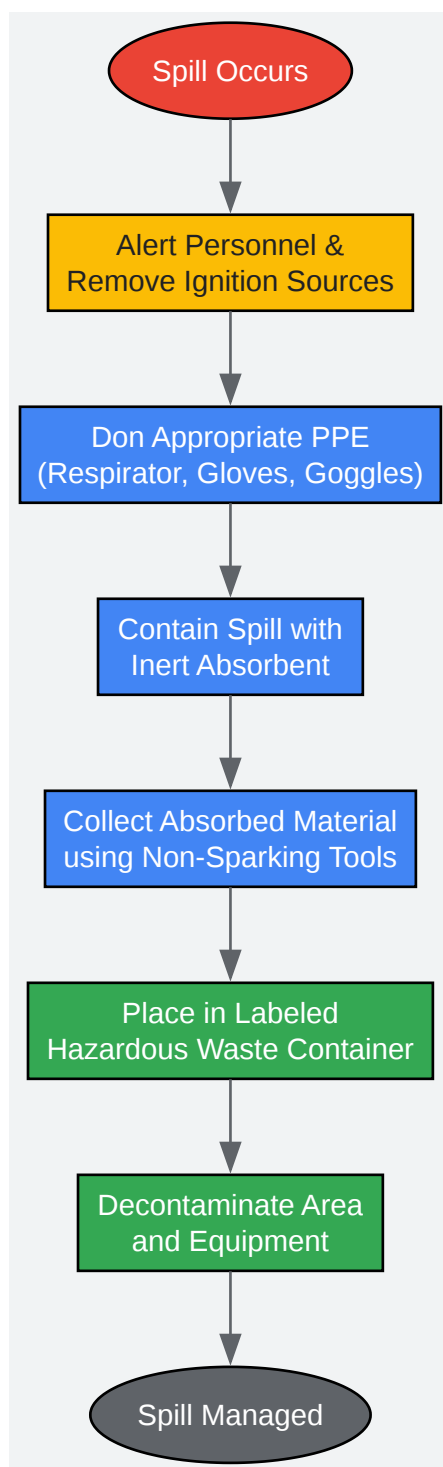 Spill Occurs
Alert Personnel &
Remove Ignition Sources
Don Appropriate PPE
(Respirator, Gloves, Goggles)
Contain Spill with
Inert Absorbent
Collect Absorbed Material
using Non-Sparking Tools
Place in Labeled
Hazardous Waste Container
Decontaminate Area
and Equipment
Spill Managed